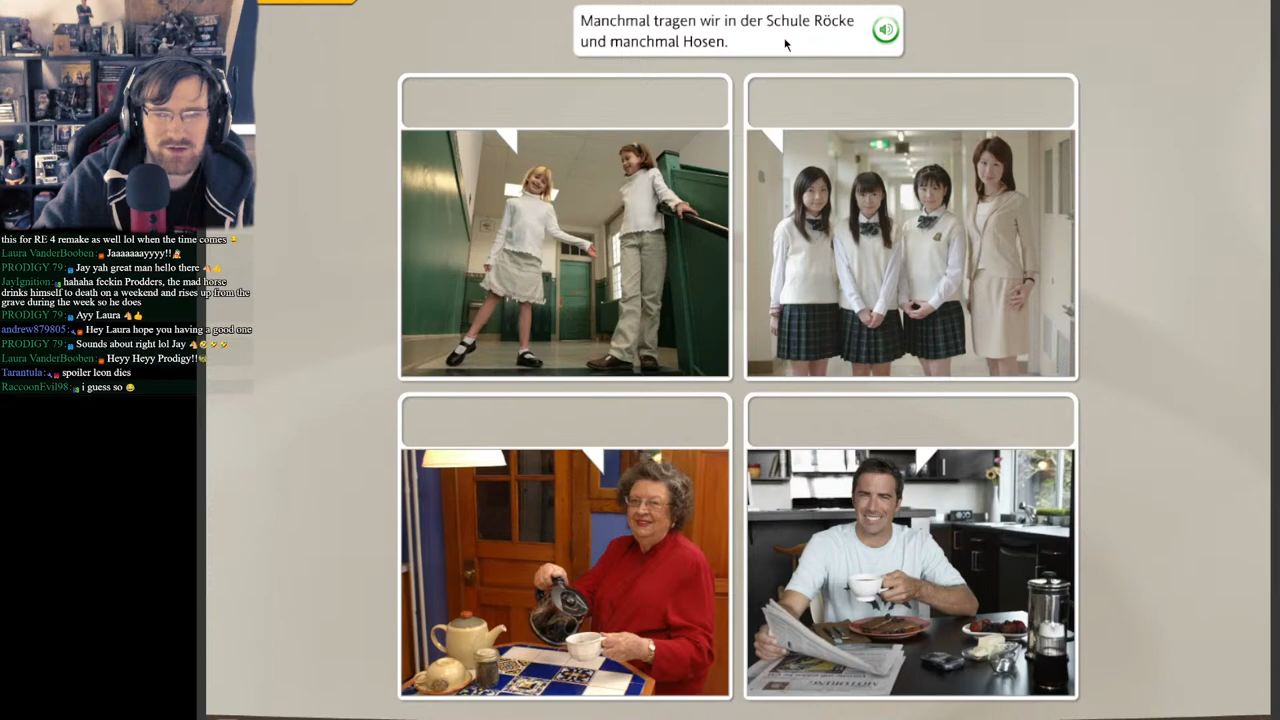 Manchmal tragen wir in der Schule Röcke
und manchmal Hosen.
this for RE 4 remake as well lol when the time comes
Laura VanderBooben: Jaaaaaaayyyy!!
PRODIGY 79: Jay yah great man hello there
JayIgnition: hahaha feckin Prodders, the mad horse
drinks himself to death on a weekend and rises up from the
grave during the week so he does
PRODIGY 79: Ayy Laura
andrew879805: Hey Laura hope you having a good one
PRODIGY 79: Sounds about right lol Jay
Laura VanderBooben: Heyy Heyy Prodigy!!
Tarantula: spoiler leon dies
RaccoonEvil98: i guess so
MOTORING